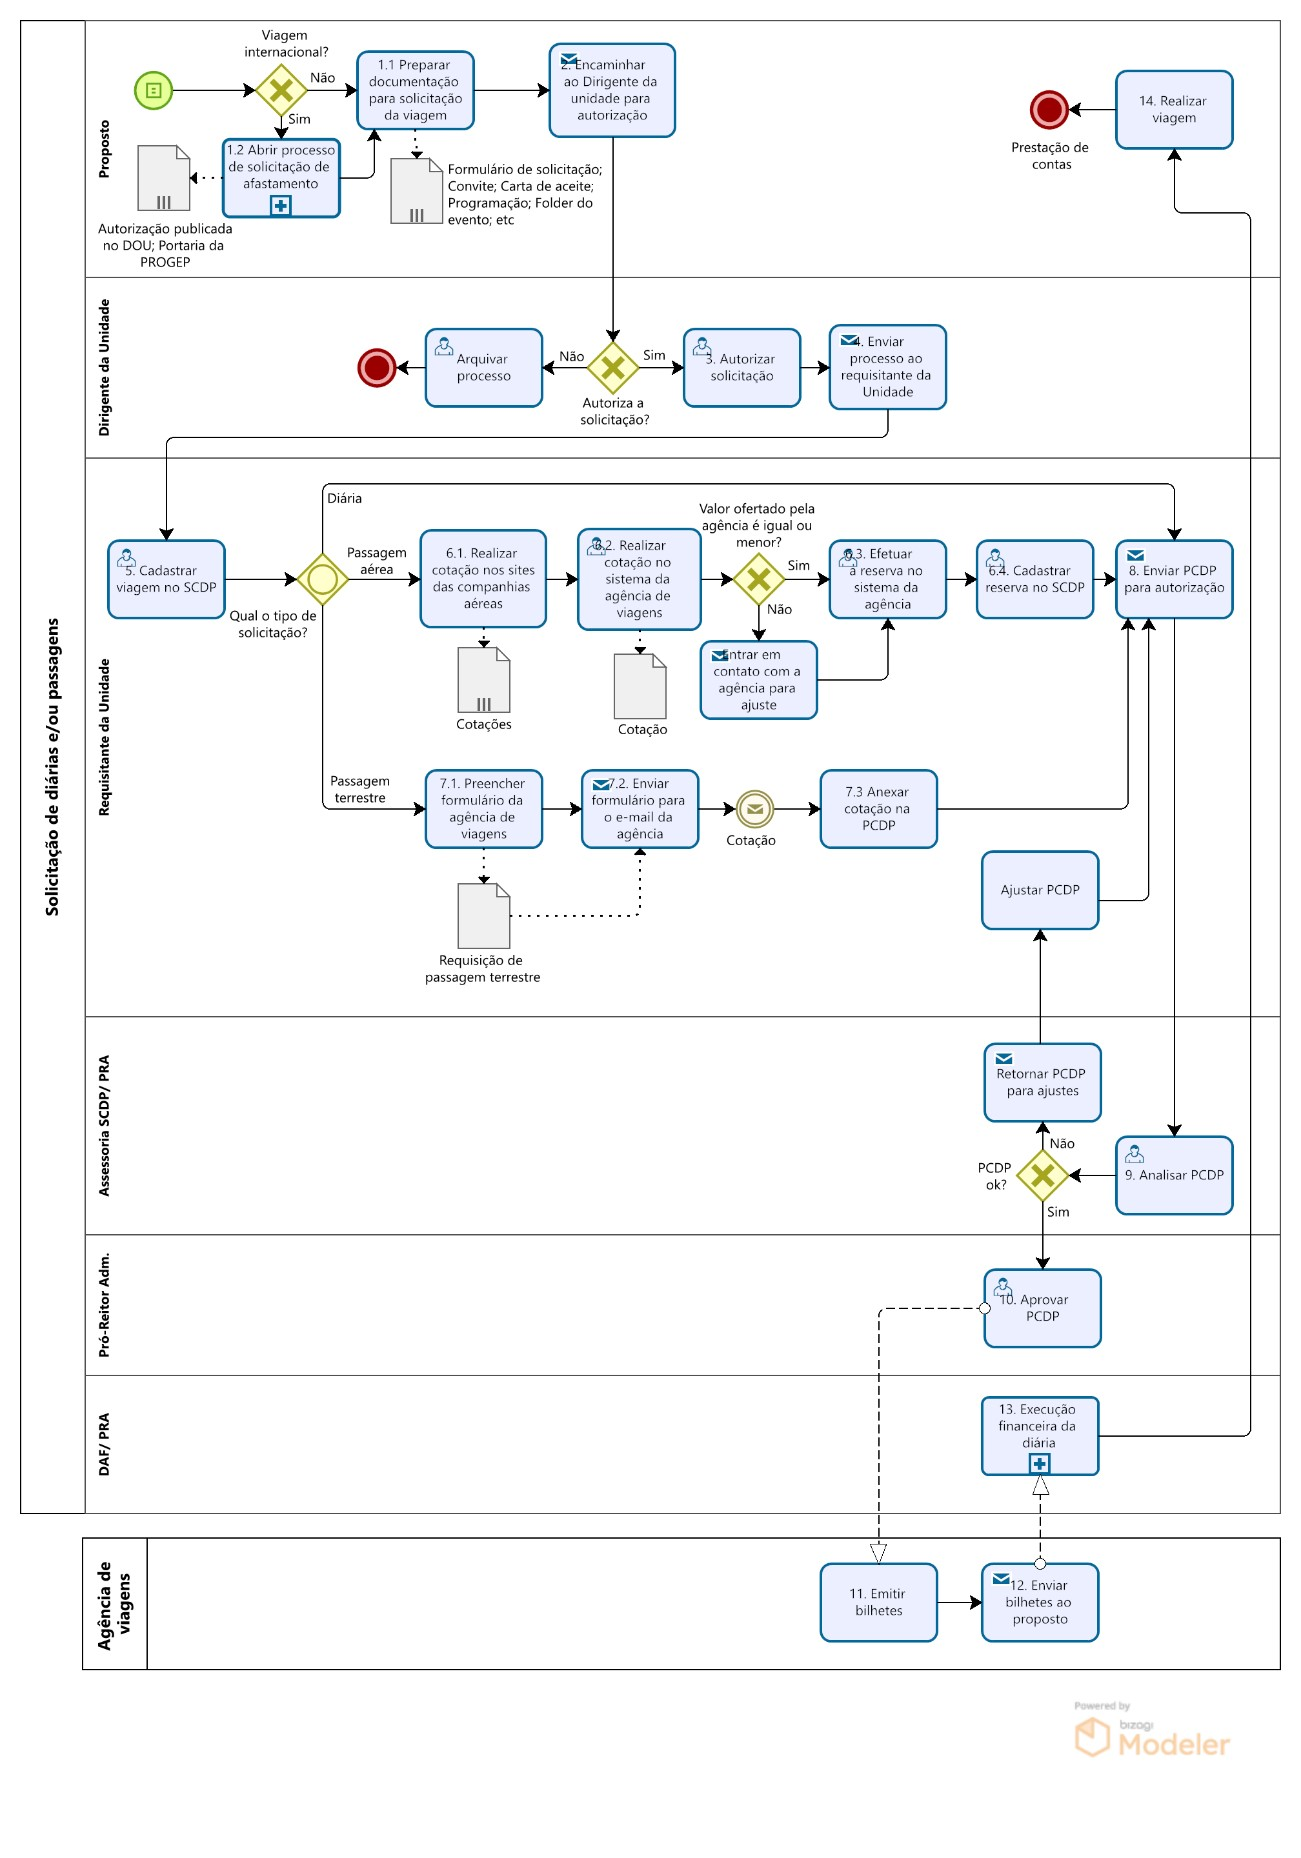 Solicitação de diárias e/ou passagens
Proposto
Viagem
internacional?
Não
Sim
1.1 Preparar
documentação
para solicitação
da viagem
2. Encaminhar
ao Dirigente da
unidade para
autorização
14. Realizar
viagem
Prestação de
contas
1.2 Abrir processo
de solicitação de
afastamento
Autorização publicada
no DOU; Portaria da
PROGEP
Formulário de solicitação;
Convite; Carta de aceite;
Programação; Folder do
evento; etc
Dirigente da Unidade
Arquivar
processo
Não
Sim
Autoriza a
solicitação?
3. Autorizar
solicitação
4. Enviar
processo ao
requisitante da
Unidade
Requisitante da Unidade
Diária
5. Cadastrar
viagem no SCDP
Qual o tipo de
solicitação?
Passagem
aérea
6.1. Realizar
cotação nos sites
das companhias
aéreas
Cotações
6.2. Realizar
cotação no
sistema da
agência de
viagens
Cotação
Valor ofertado pela
agência é igual ou
menor?
Sim
Não
Entrar em
contato com a
agência para
ajuste
6.3. Efetuar
a reserva no
sistema da
agência
6.4. Cadastrar
reserva no SCDP
8. Enviar PCDP
para autorização
Passagem
terrestre
7.1. Preencher
formulário da
agência de
viagens
7.2. Enviar
formulário para
o e-mail da
agência
Cotação
7.3 Anexar
cotação na
PCDP
Ajustar PCDP
Requisição de
passagem terrestre
Assessoria SCDP/ PRA
Retornar PCDP
para ajustes
Não
PCDP
ok?
Sim
9. Analisar PCDP
Pró-Reitor Adm.
10. Aprovar
PCDP
DAF/ PRA
13. Execução
financeira da
diária
Agência de
viagens
11. Emitir
bilhetes
12. Enviar
bilhetes ao
proposto
Powered by
bizagi
Modeler